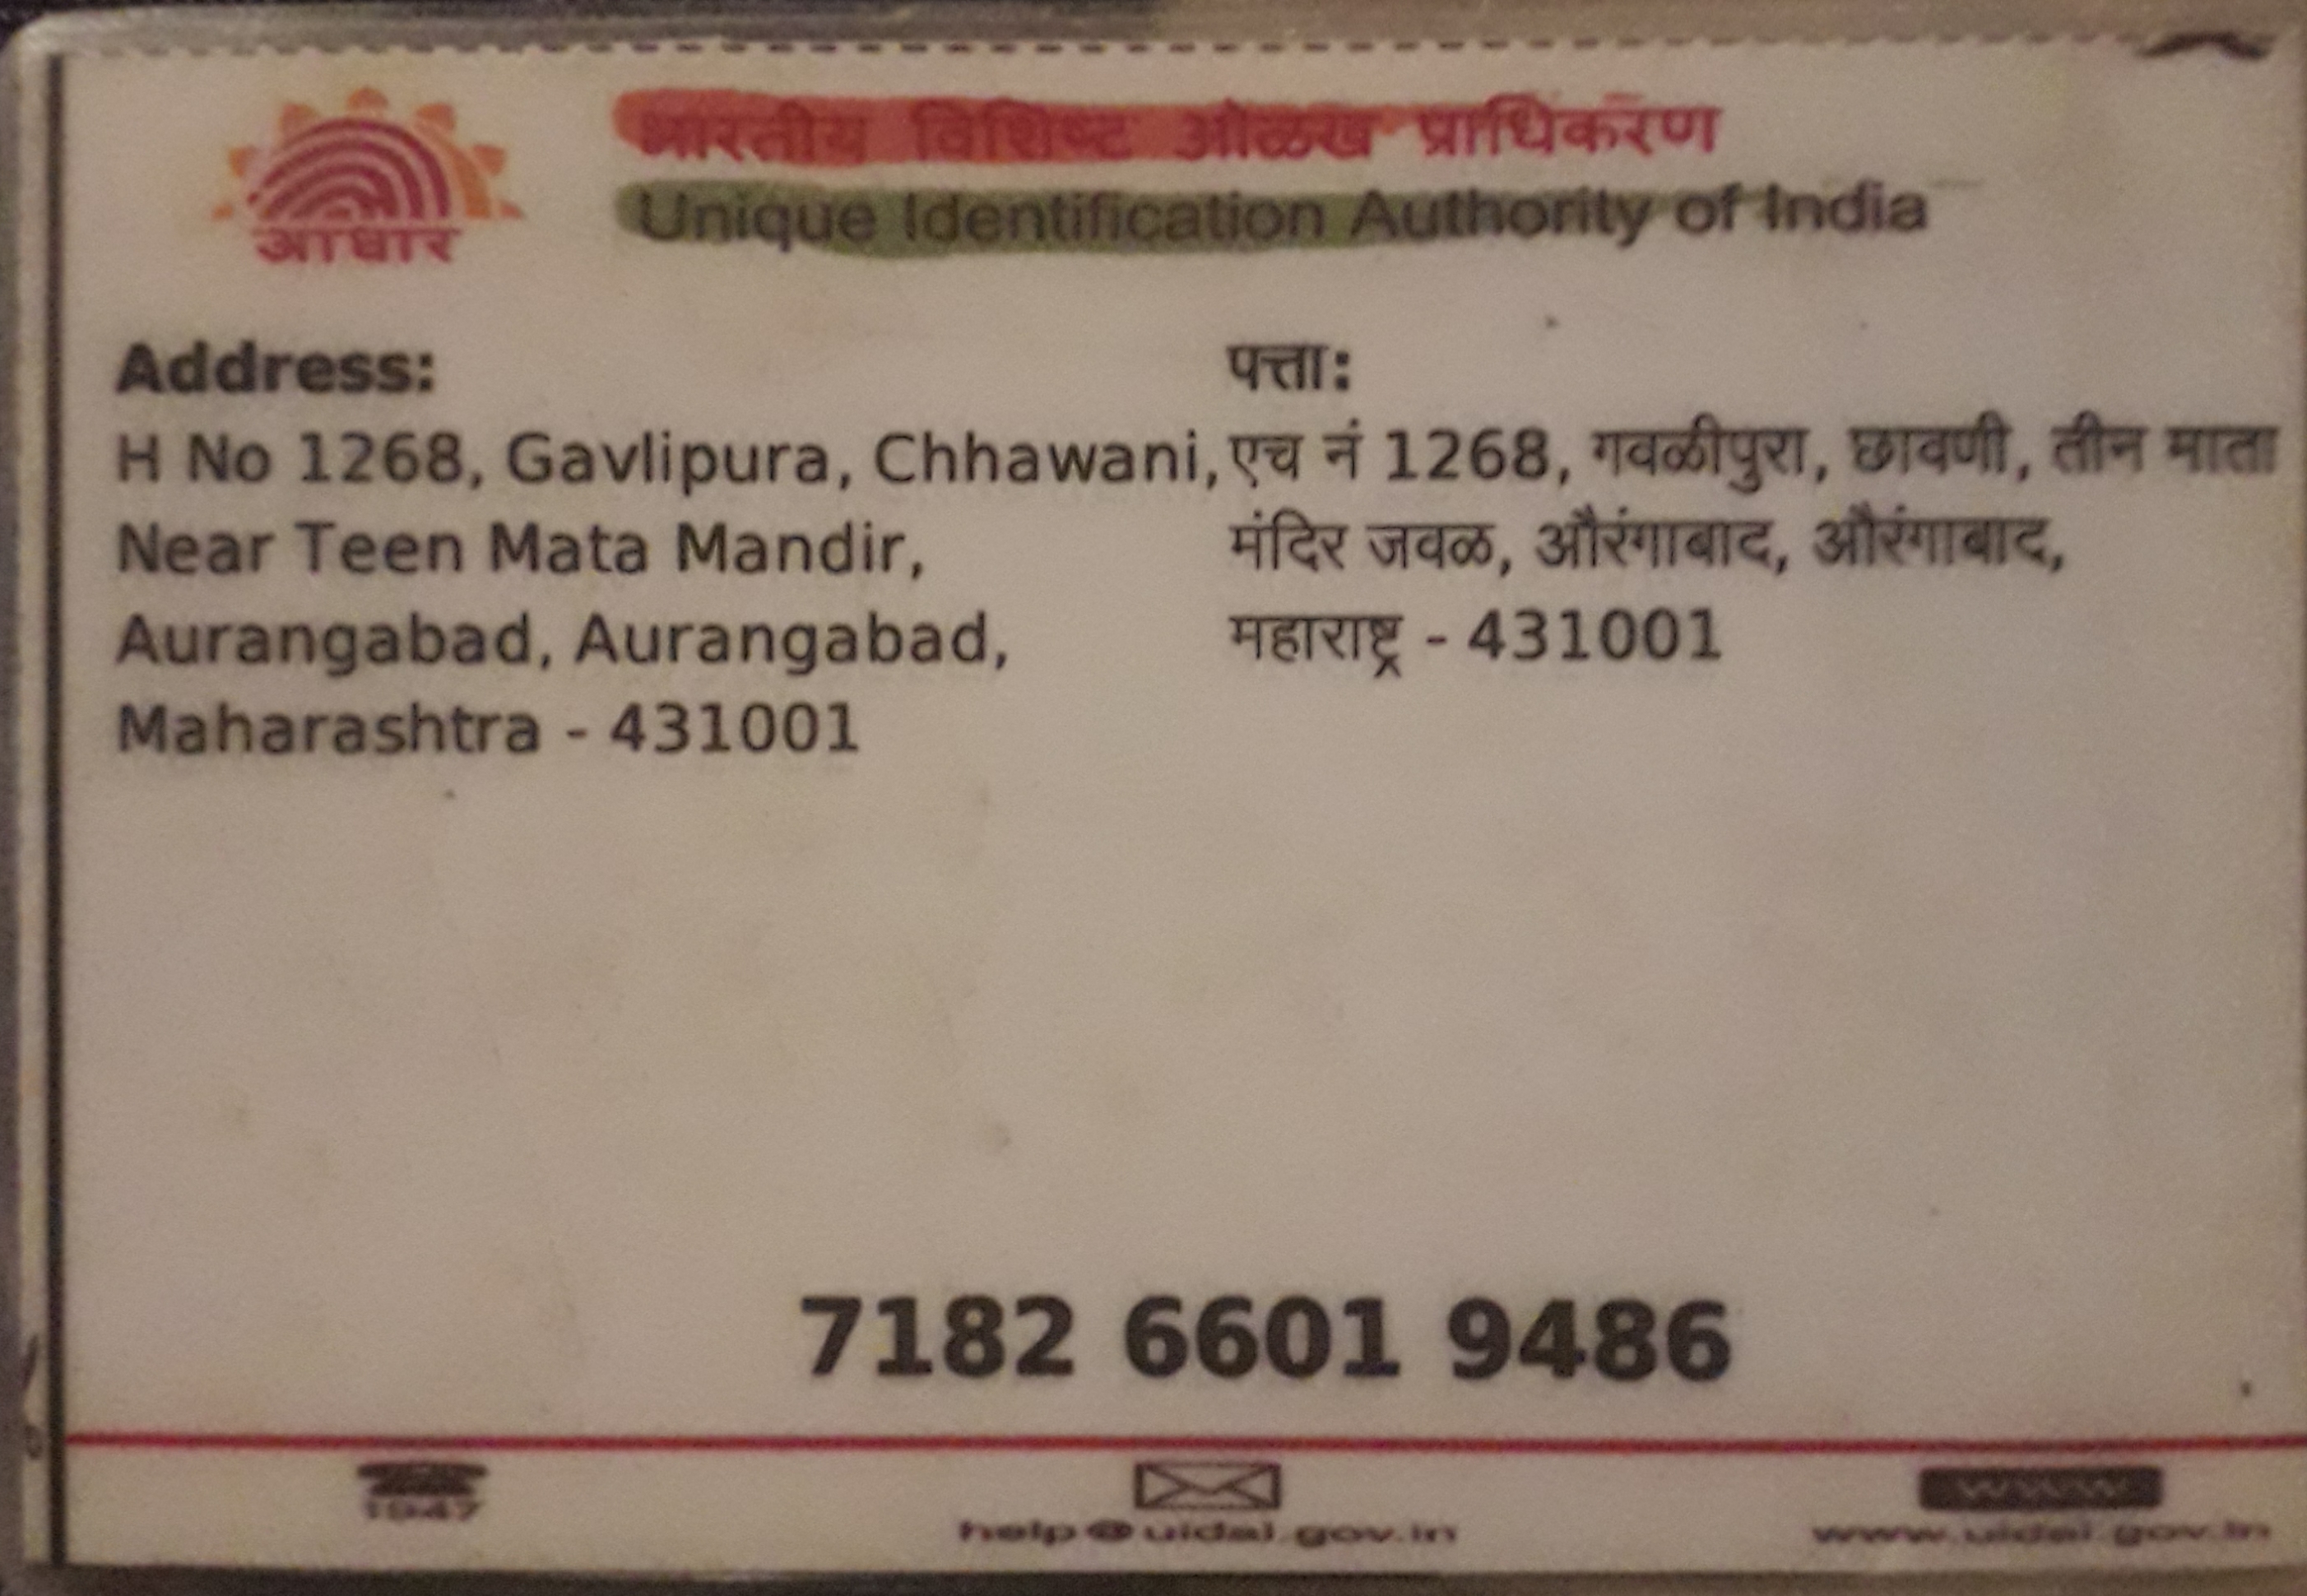 भारतीय विशिष्ट ओळख प्राधिकरण
Unique Identification Authority of India
आधार
Address:
H No 1268, Gavlipura, Chhawani,
Near Teen Mata Mandir,
Aurangabad, Aurangabad,
Maharashtra - 431001
पत्ता:
एच नं 1268, गवळीपुरा, छावणी, तीन माता
मंदिर जवळ, औरंगाबाद, औरंगाबाद,
महाराष्ट्र - 431001
7182 6601 9486
1947
help@uidai.gov.in
WWW
www.uidai.gov.in